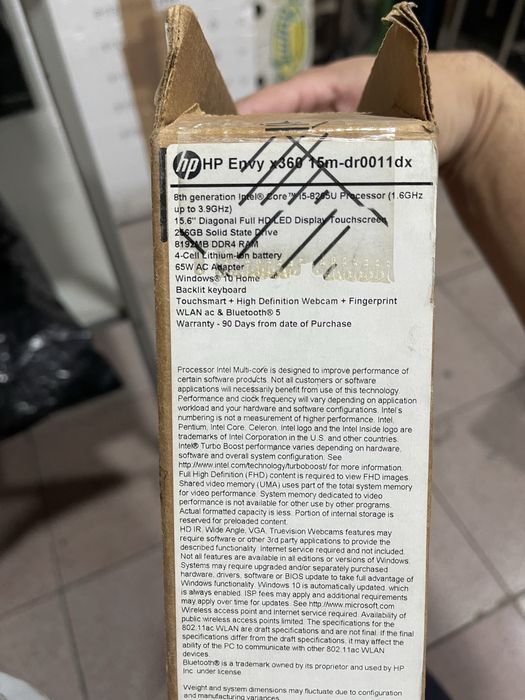 hp HP Envy x360 15m-dr0011dx
8th generation Intel® Core™ i5-8265U Processor (1.6GHz
up to 3.9GHz)
15.6" Diagonal Full HD LED Display Touchscreen
256GB Solid State Drive
8192MB DDR4 RAM
4-Cell Lithium-Ion battery
65W AC Adapter
Windows® 10 Home
Backlit keyboard
Touchsmart + High Definition Webcam + Fingerprint
WLAN ac & Bluetooth® 5
Warranty - 90 Days from date of Purchase
Processor Intel Multi-core is designed to improve performance of
certain software products. Not all customers or software
applications will necessarily benefit from use of this technology.
Performance and clock frequency will vary depending on application
workload and your hardware and software configurations. Intel's
numbering is not a measurement of higher performance. Intel,
Pentium, Intel Core, Celeron, Intel logo and the Intel Inside logo are
trademarks of Intel Corporation in the U.S. and other countries.
Intel® Turbo Boost performance varies depending on hardware,
software and overall system configuration. See
http://www.intel.com/technology/turboboost/ for more information.
Full High Definition (FHD) content is required to view FHD images.
Shared video memory (UMA) uses part of the total system memory
for video performance. System memory dedicated to video
performance is not available for other use by other programs.
Actual formatted capacity is less. Portion of internal storage is
reserved for preloaded content.
HD IR, Wide Angle, VGA, Truevision Webcams features may
require software or other 3rd party applications to provide the
described functionality. Internet service required and not included.
Not all features are available in all editions or versions of Windows.
Systems may require upgraded and/or separately purchased
hardware, drivers, software or BIOS update to take full advantage of
Windows functionality. Windows 10 is automatically updated, which
is always enabled. ISP fees may apply and additional requirements
may apply over time for updates. See http://www.microsoft.com
Wireless access point and Internet service required. Availability of
public wireless access points limited. The specifications for the
802.11ac WLAN are draft specifications and are not final. If the final
specifications differ from the draft specifications, it may affect the
ability of the PC to communicate with other 802.11ac WLAN
devices.
Bluetooth® is a trademark owned by its proprietor and used by HP
Inc. under license.
Weight and system dimensions may fluctuate due to configuration
and manufacturing variances.